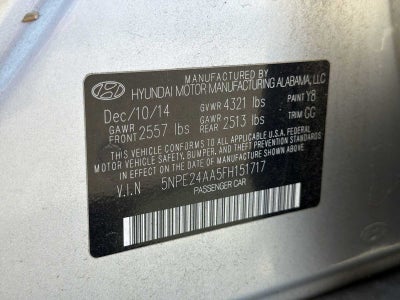 MANUFACTURED BY
HYUNDAI MOTOR MANUFACTURING ALABAMA, LLC
Dec/10/14 GVWR 4321 lbs PAINT Y8
GAWR FRONT 2557 lbs GAWR REAR 2513 lbs TRIM CC
THIS VEHICLE CONFORMS TO ALL APPLICABLE U.S.A FEDERAL
MOTOR VEHICLE SAFETY, BUMPER, AND THEFT PREVENTION STANDARDS
IN EFFECT ON THE DATE OF MANUFACTURE SHOWN ABOVE.
V.I.N 5NPE24AA5FH151717
PASSENGER CAR